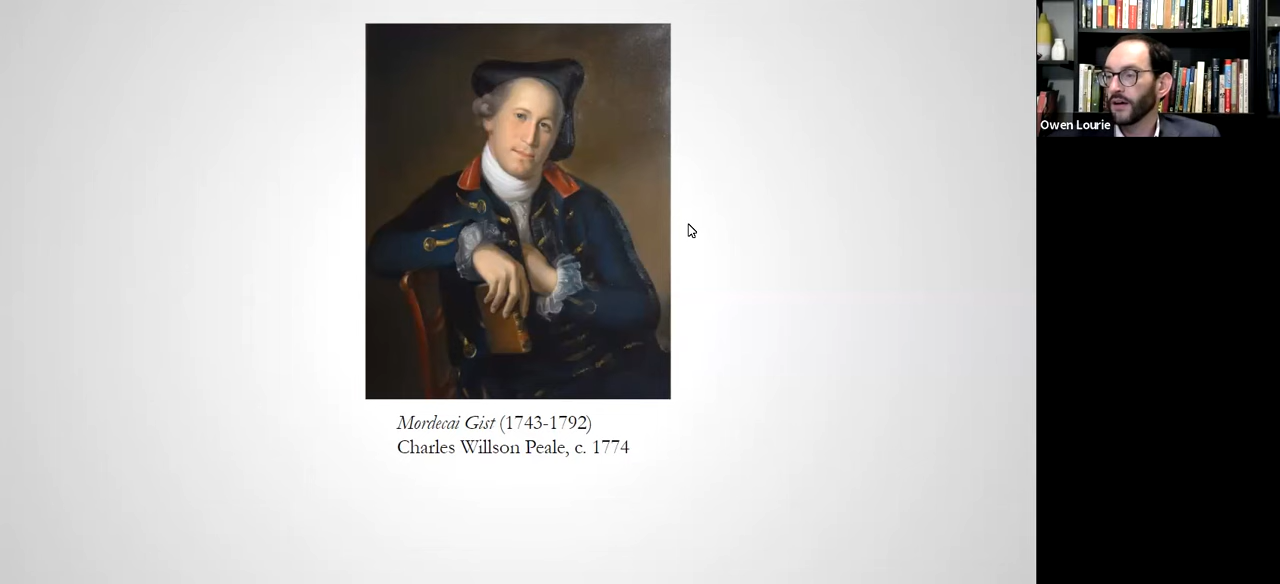 Mordecai Gist (1743-1792)
Charles Willson Peale, c. 1774
Owen Lourie